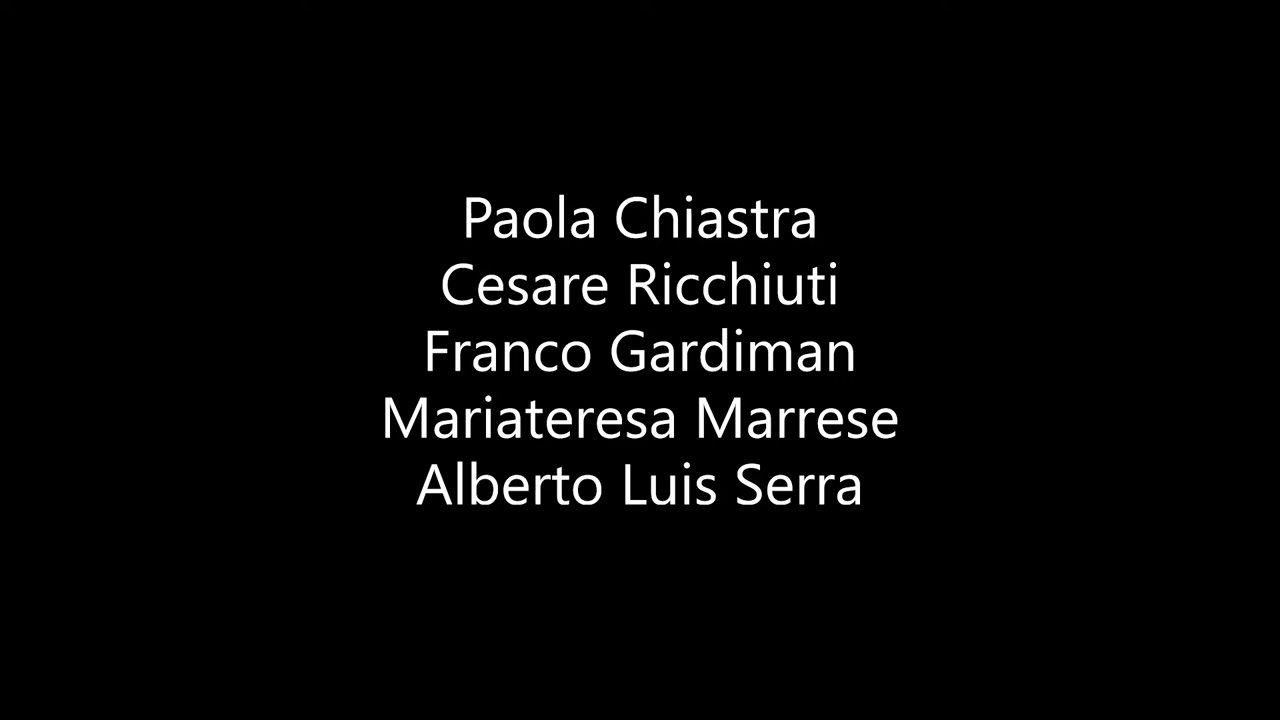 Paola Chiastra
Cesare Ricchiuti
Franco Gardiman
Mariateresa Marrese
Alberto Luis Serra